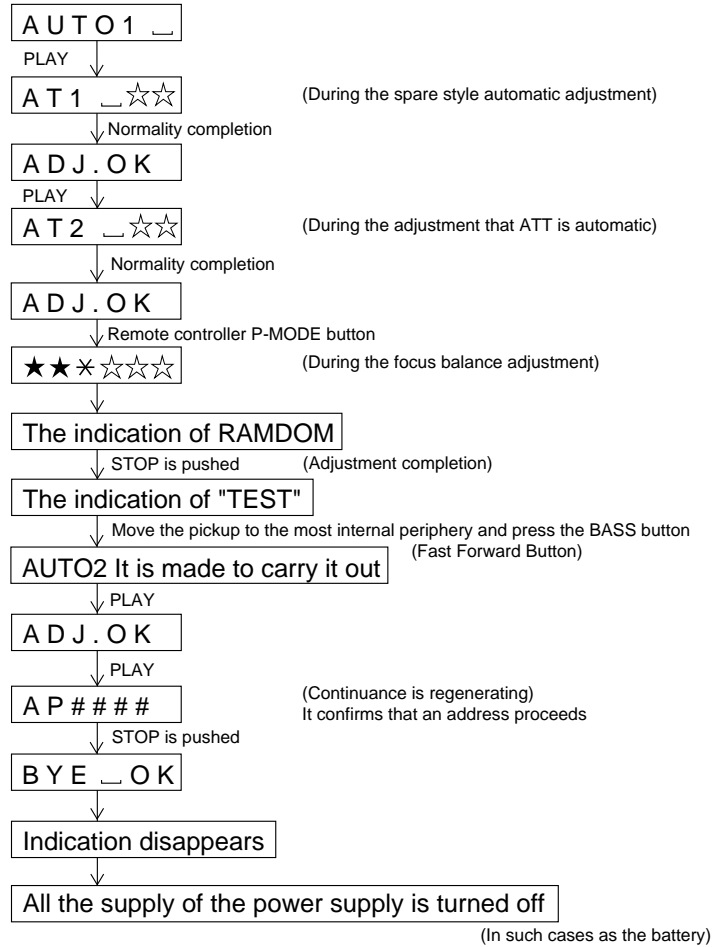 AUTO1 ⎵
PLAY
AT1 ⎵☆☆ (During the spare style automatic adjustment)
Normality completion
ADJ.OK
PLAY
AT2 ⎵☆☆ (During the adjustment that ATT is automatic)
Normality completion
ADJ.OK
Remote controller P-MODE button
★★⚹☆☆☆ (During the focus balance adjustment)
The indication of RAMDOM
STOP is pushed (Adjustment completion)
The indication of "TEST"
Move the pickup to the most internal periphery and press the BASS button
(Fast Forward Button)
AUTO2 It is made to carry it out
PLAY
ADJ.OK
PLAY
AP#### (Continuance is regenerating)
It confirms that an address proceeds
STOP is pushed
BYE ⎵ OK
Indication disappears
All the supply of the power supply is turned off
(In such cases as the battery)